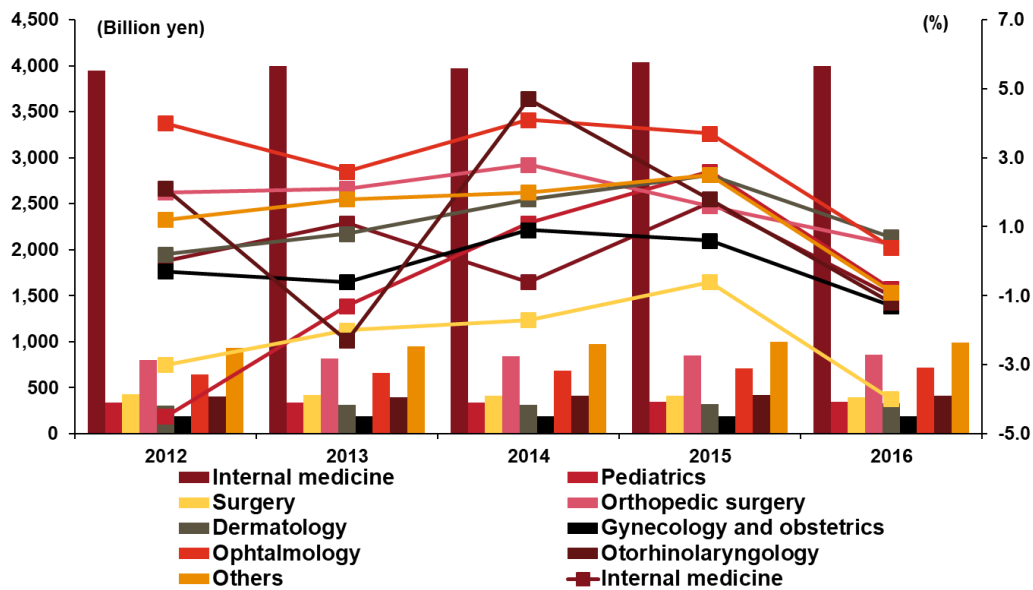 (Billion yen) (%)
4,500 7.0
4,000 5.0
3,500
3,000 3.0
2,500
2,000 1.0
1,500 -1.0
1,000
500 -3.0
0 -5.0
2012 2013 2014 2015 2016
Internal medicine Pediatrics
Surgery Orthopedic surgery
Dermatology Gynecology and obstetrics
Ophtalmology Otorhinolaryngology
Others Internal medicine